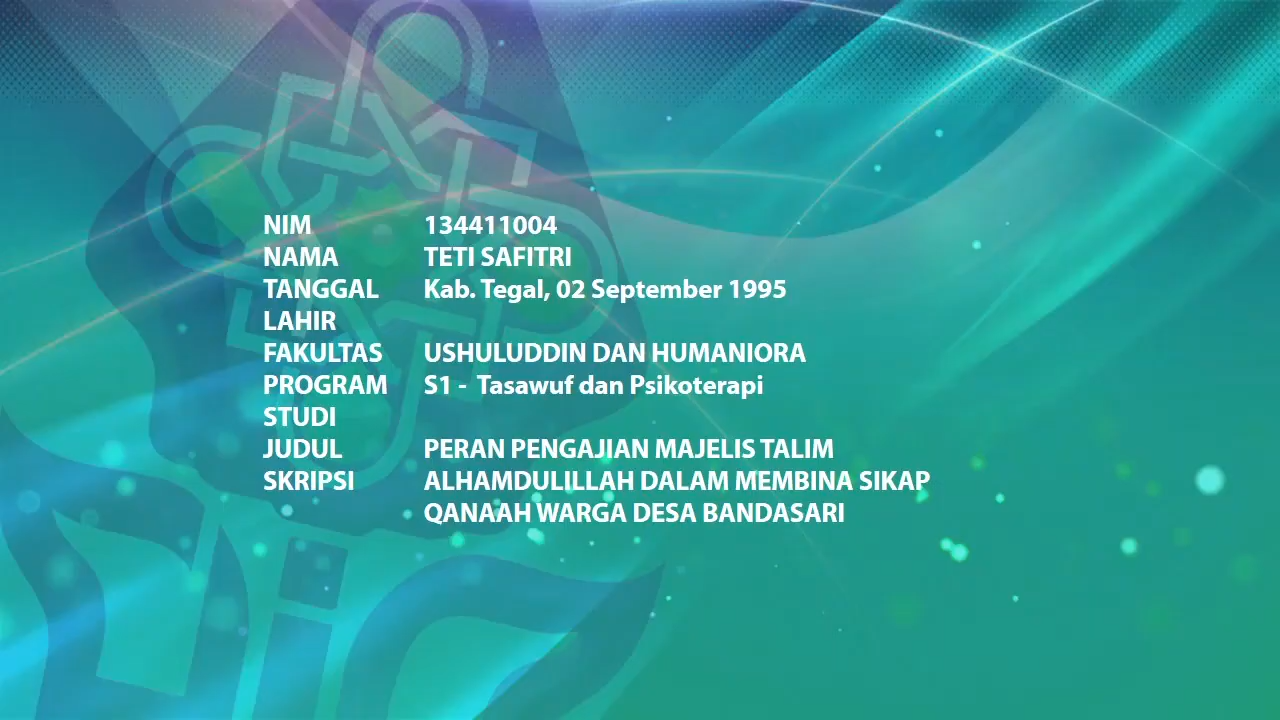 NIM 134411004
NAMA TETI SAFITRI
TANGGAL Kab. Tegal, 02 September 1995
LAHIR
FAKULTAS USHULUDDIN DAN HUMANIORA
PROGRAM S1 - Tasawuf dan Psikoterapi
STUDI
JUDUL PERAN PENGAJIAN MAJELIS TALIM
SKRIPSI ALHAMDULILLAH DALAM MEMBINA SIKAP
QANAAH WARGA DESA BANDASARI